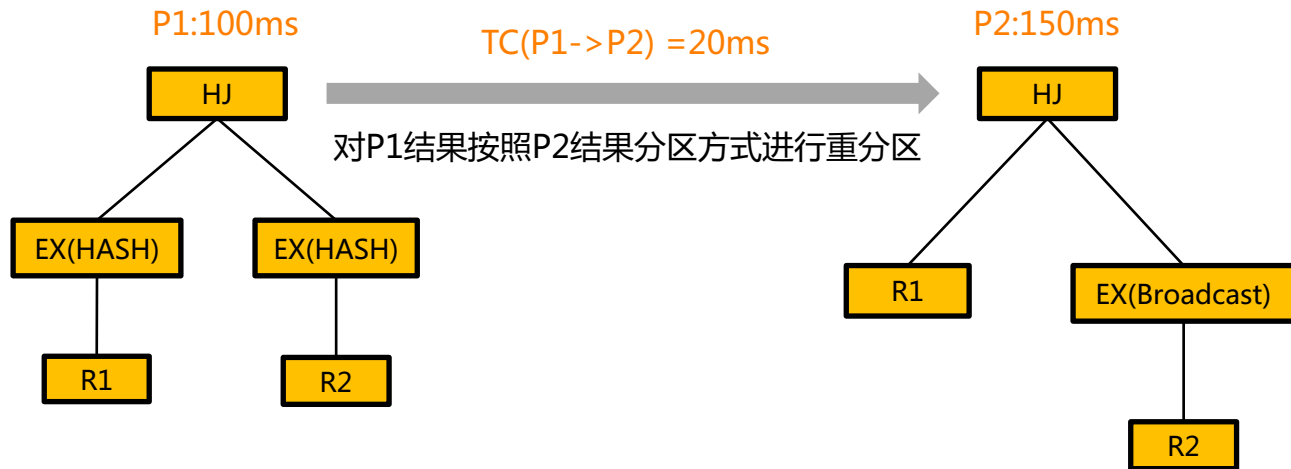 P1:100ms
TC(P1->P2) =20ms
P2:150ms
HJ
HJ
对P1结果按照P2结果分区方式进行重分区
EX(HASH)
EX(HASH)
R1
EX(Broadcast)
R1
R2
R2